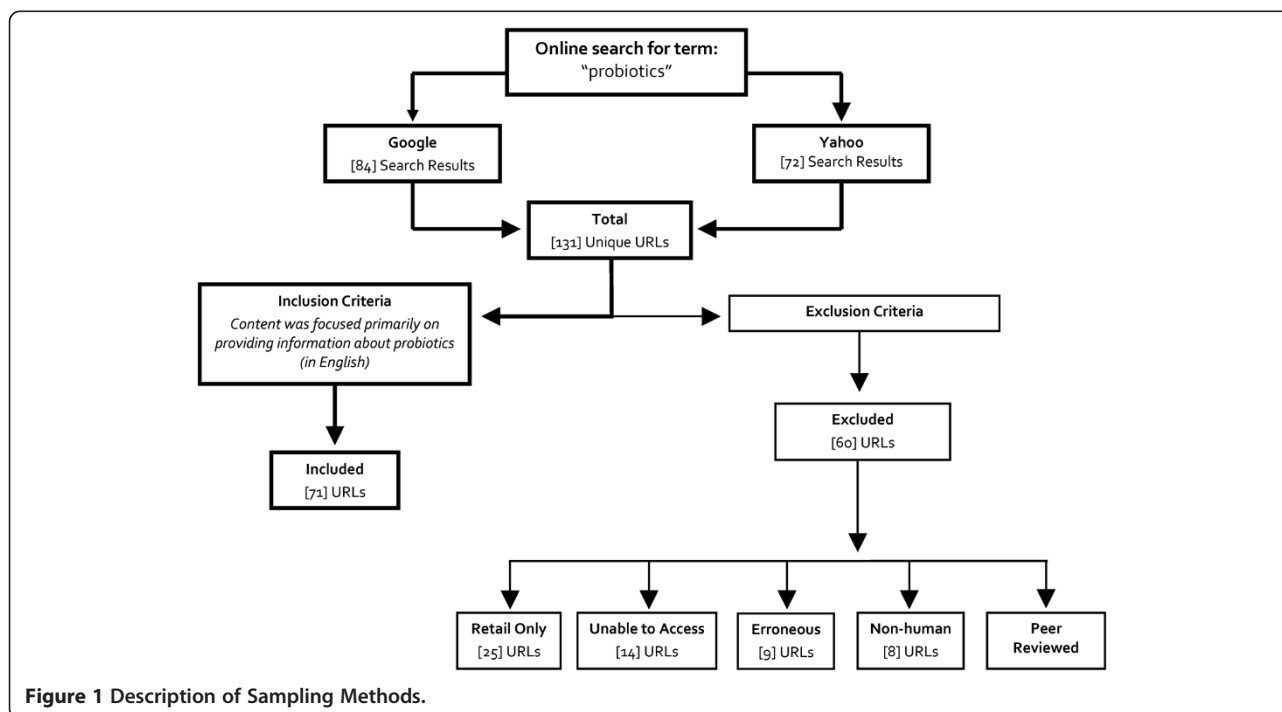 Online search for term:
"probiotics"
Google
[84] Search Results
Yahoo
[72] Search Results
Total
[131] Unique URLs
Inclusion Criteria
Content was focused primarily on
providing information about probiotics
(in English)
Exclusion Criteria
Excluded
[60] URLs
Included
[71] URLs
Retail Only
[25] URLs
Unable to Access
[14] URLs
Erroneous
[9] URLs
Non-human
[8] URLs
Peer
Reviewed
Figure 1 Description of Sampling Methods.